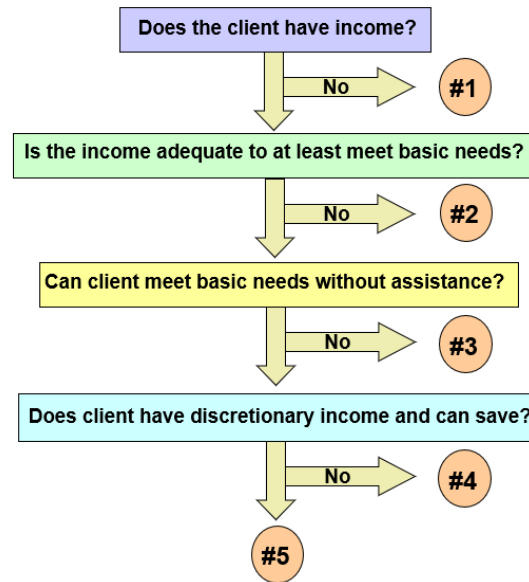 Does the client have income?
No
#1
Is the income adequate to at least meet basic needs?
No
#2
Can client meet basic needs without assistance?
No
#3
Does client have discretionary income and can save?
No
#4
#5